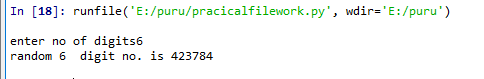 In [18]: runfile('E:/puru/pracicalfilework.py', wdir='E:/puru')
enter no of digits6
random 6  digit no. is 423784